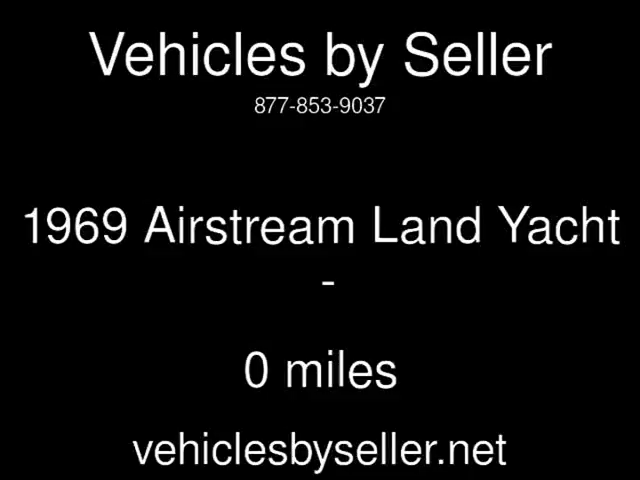 Vehicles by Seller
877-853-9037
1969 Airstream Land Yacht
-
0 miles
vehiclesbyseller.net